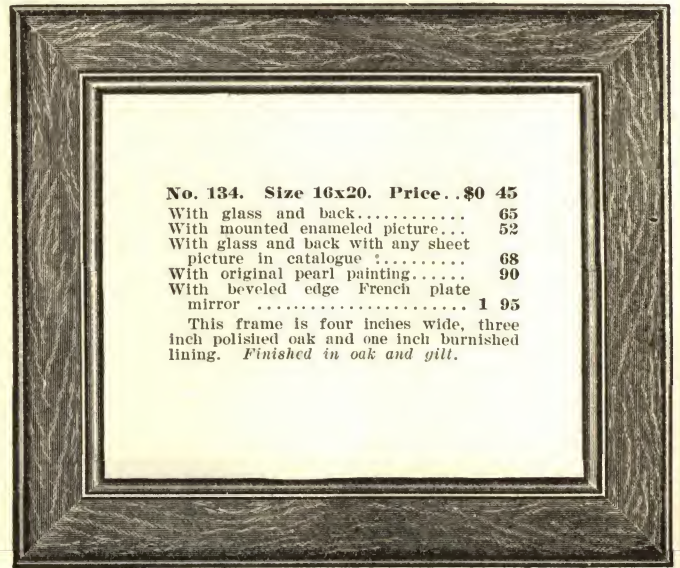 No. 134. Size 16x20. Price..$0 45
With glass and back............ 65
With mounted enameled picture... 52
With glass and back with any sheet
picture in catalogue :......... 68
With original pearl painting...... 90
With beveled edge French plate
mirror ....................... 1 95
This frame is four inches wide, three
inch polished oak and one inch burnished
lining. Finished in oak and gilt.